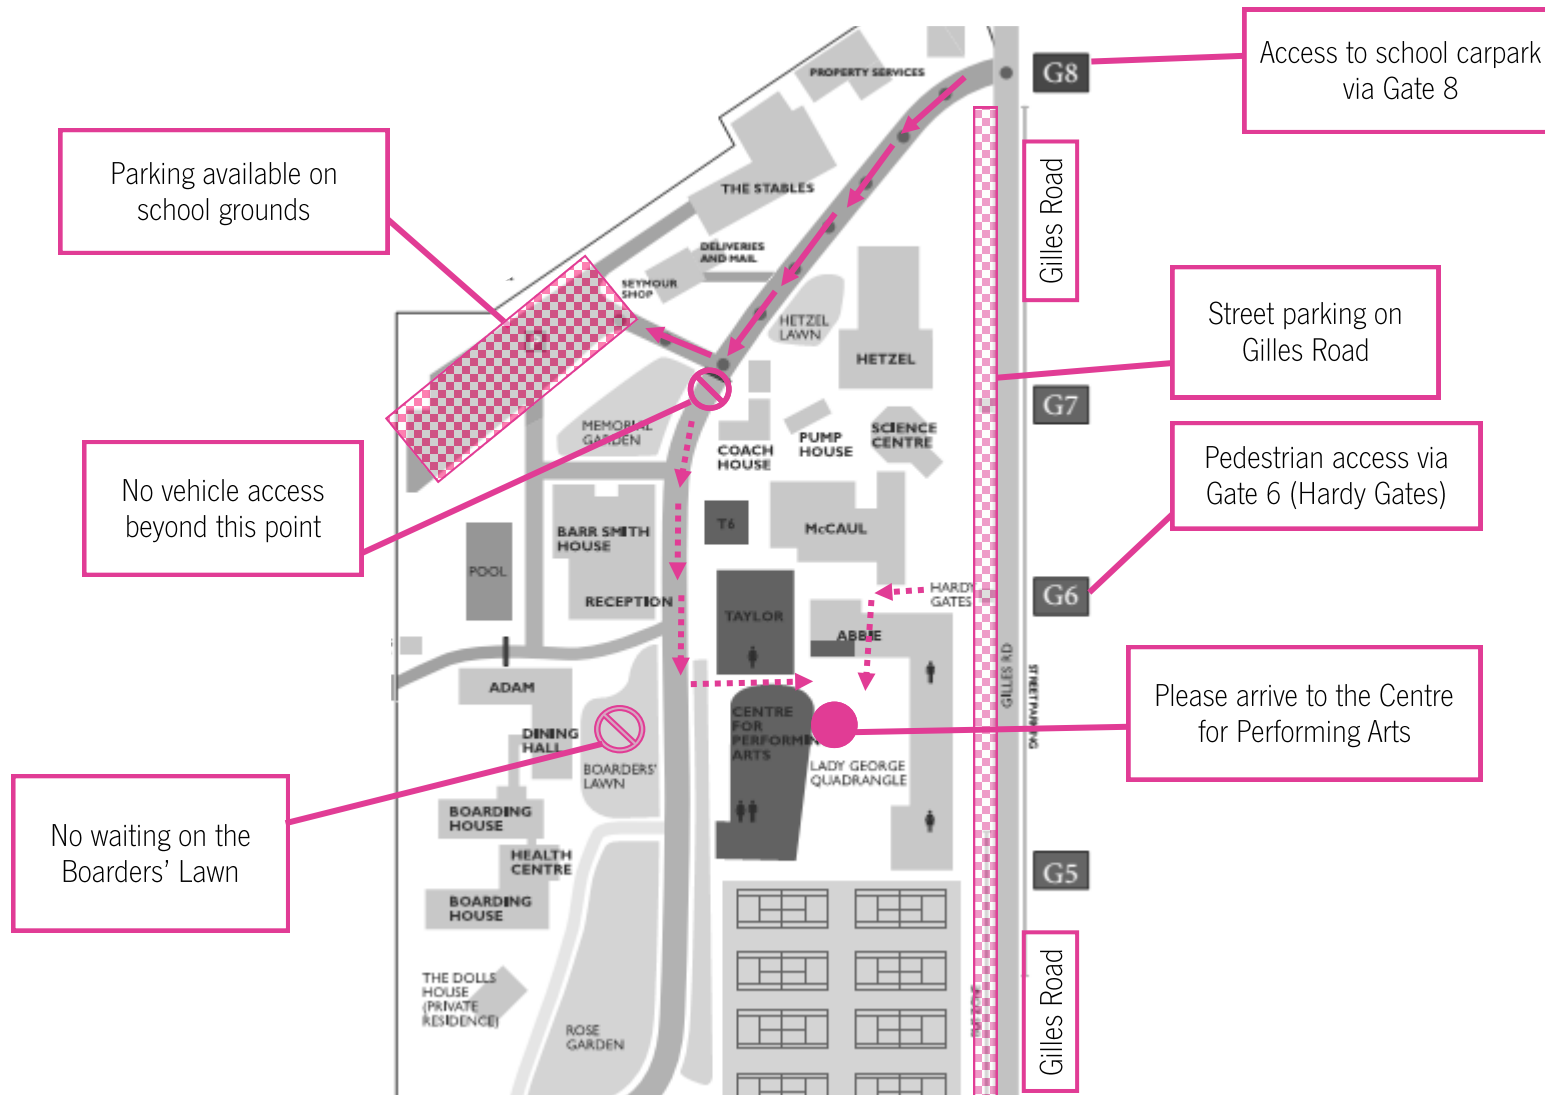 Access to school carpark
via Gate 8
G8
PROPERTY SERVICES
Parking available on
school grounds
Gilles Road
THE STABLES
DELIVERIES
AND MAIL
SEYMOUR
SHOP
HETZEL
LAWN
HETZEL
Street parking on
Gilles Road
G7
MEMORIAL
GARDEN
COACH
HOUSE
PUMP
HOUSE
SCIENCE
CENTRE
No vehicle access
beyond this point
Pedestrian access via
Gate 6 (Hardy Gates)
T6
McCAUL
BARR SMITH
HOUSE
POOL
RECEPTION
TAYLOR
ABBIE
HARDY
GATES
G6
GILLES RD
STREET PARKING
ADAM
DINING
HALL
BOARDERS'
LAWN
CENTRE
FOR
PERFORMING
ARTS
LADY GEORGE
QUADRANGLE
Please arrive to the Centre
for Performing Arts
No waiting on the
Boarders’ Lawn
BOARDING
HOUSE
HEALTH
CENTRE
BOARDING
HOUSE
G5
THE DOLLS
HOUSE
(PRIVATE
RESIDENCE)
ROSE
GARDEN
Gilles Road